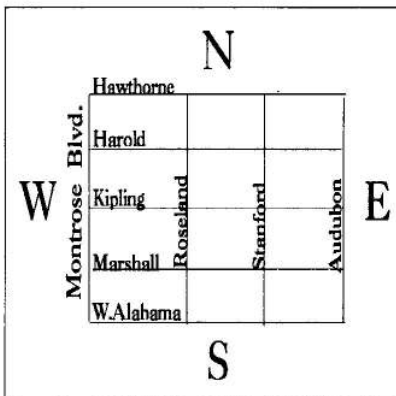 N
Hawthorne
Montrose Blvd.
Harold
W
Kipling
Roseland
Stanford
Audubon
E
Marshall
W.Alahama
S